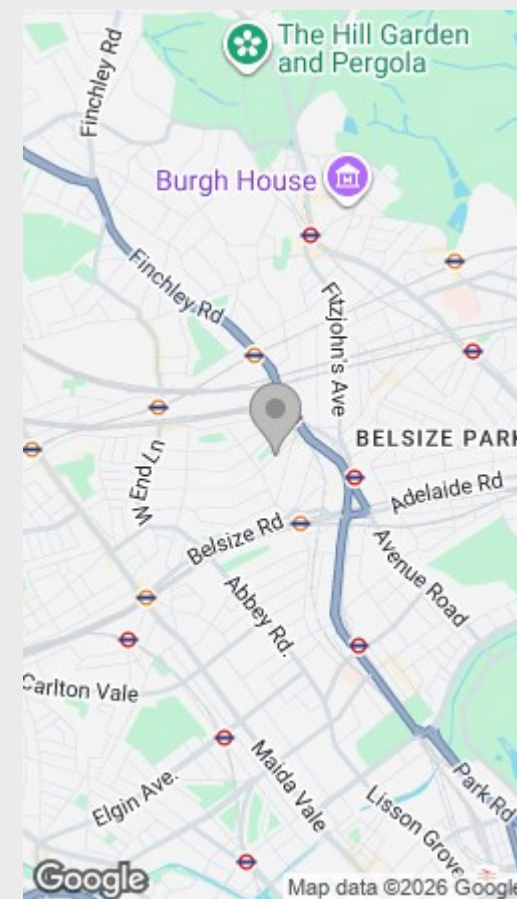 The Hill Garden
and Pergola
Finchley Rd
Burgh House
Finchley Rd
Fitzjohn's Ave
BELSIZE PARK
W End Ln
Adelaide Rd
Belsize Rd
Avenue Road
Abbey Rd.
Carlton Vale
Maida Vale
Elgin Ave.
Park Rd
Lisson Grove
Google
Map data ©2026 Google